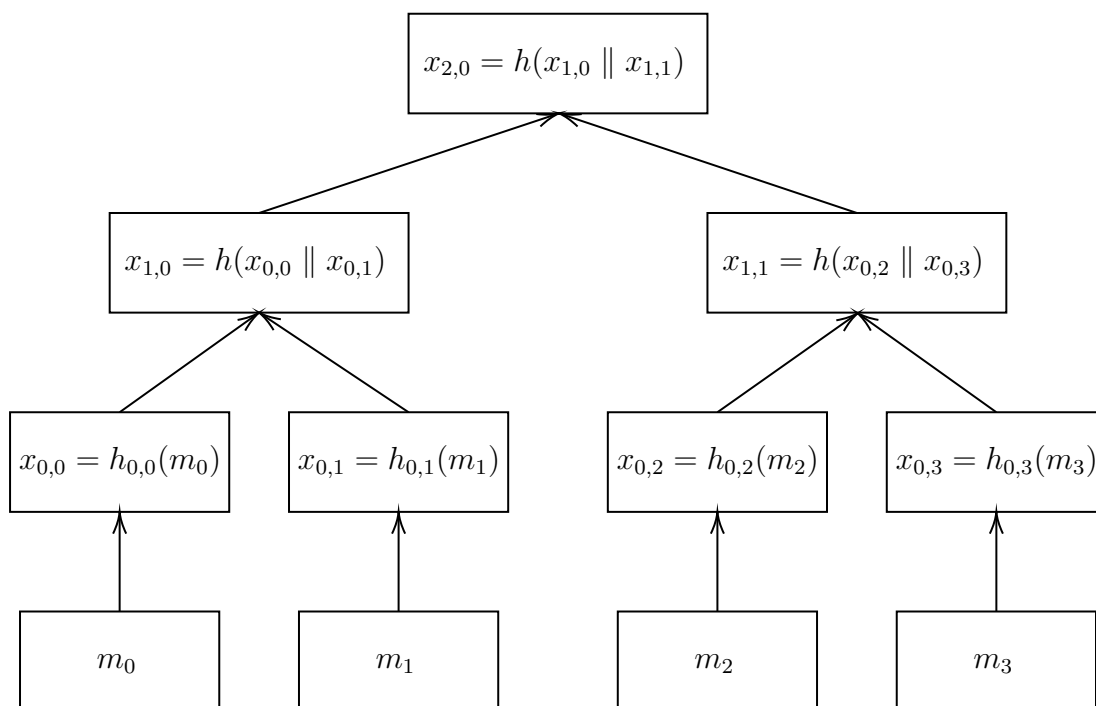 x_{2,0} = h(x_{1,0} ∥ x_{1,1})
x_{1,0} = h(x_{0,0} ∥ x_{0,1})
x_{1,1} = h(x_{0,2} ∥ x_{0,3})
x_{0,0} = h_{0,0}(m_0)
x_{0,1} = h_{0,1}(m_1)
x_{0,2} = h_{0,2}(m_2)
x_{0,3} = h_{0,3}(m_3)
m_0
m_1
m_2
m_3